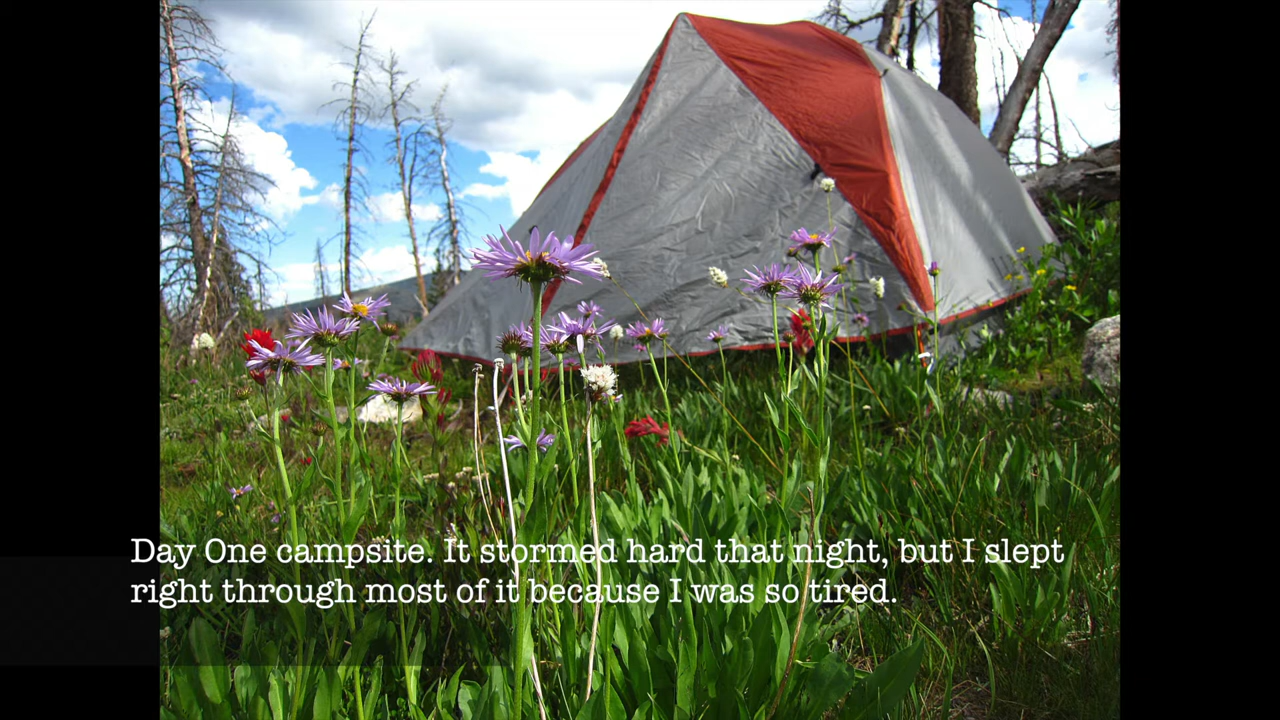 Day One campsite. It stormed hard that night, but I slept
right through most of it because I was so tired.